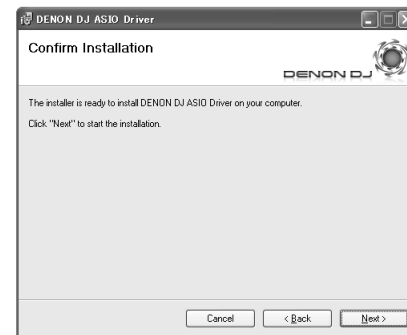 DENON DJ ASIO Driver
Confirm Installation
DENON DJ
The installer is ready to install DENON DJ ASIO Driver on your computer.
Click "Next" to start the installation.
Cancel
< Back
Next >